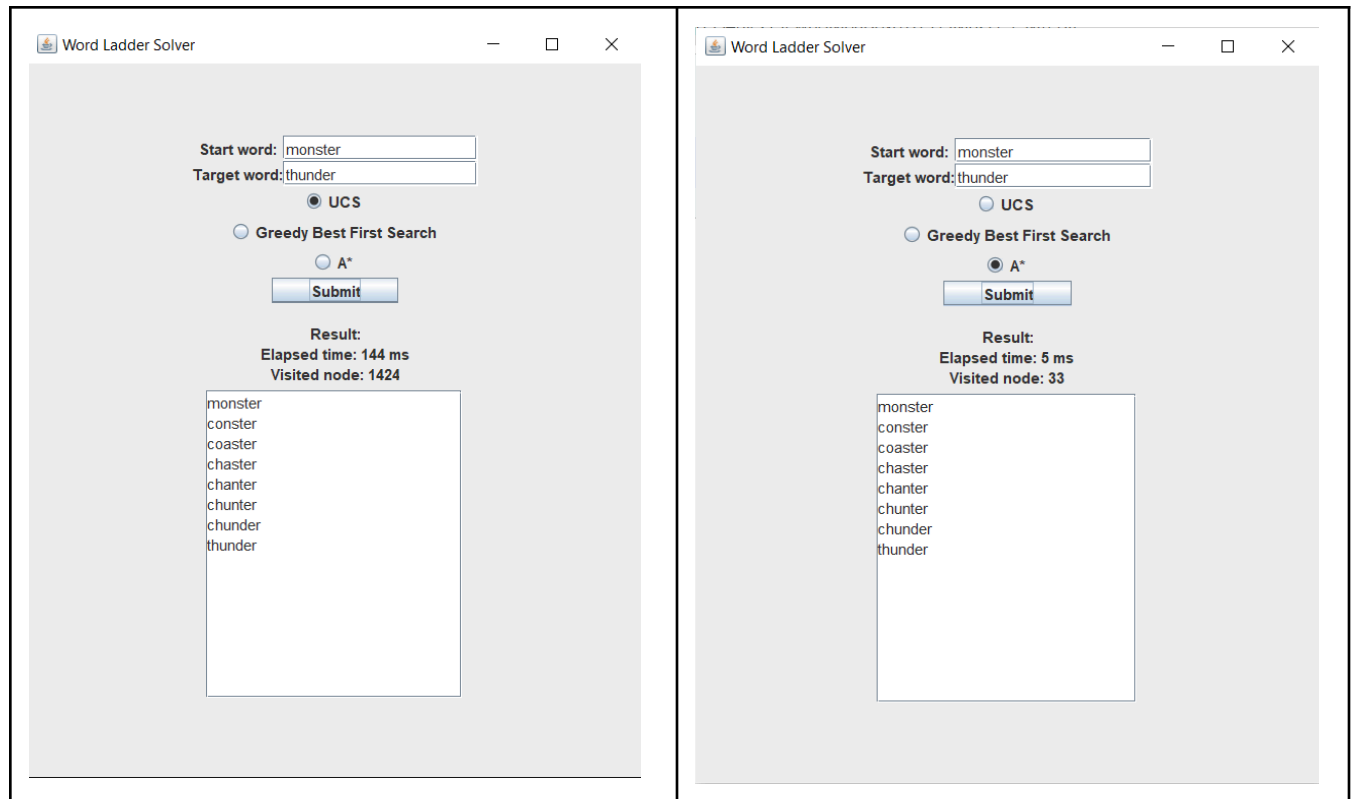 Word Ladder Solver
Start word: monster
Target word: thunder
UCS
Greedy Best First Search
A*
Submit
Result:
Elapsed time: 144 ms
Visited node: 1424
monster
conster
coaster
chaster
chanter
chunter
chunder
thunder
Word Ladder Solver
Start word: monster
Target word: thunder
UCS
Greedy Best First Search
A*
Submit
Result:
Elapsed time: 5 ms
Visited node: 33
monster
conster
coaster
chaster
chanter
chunter
chunder
thunder